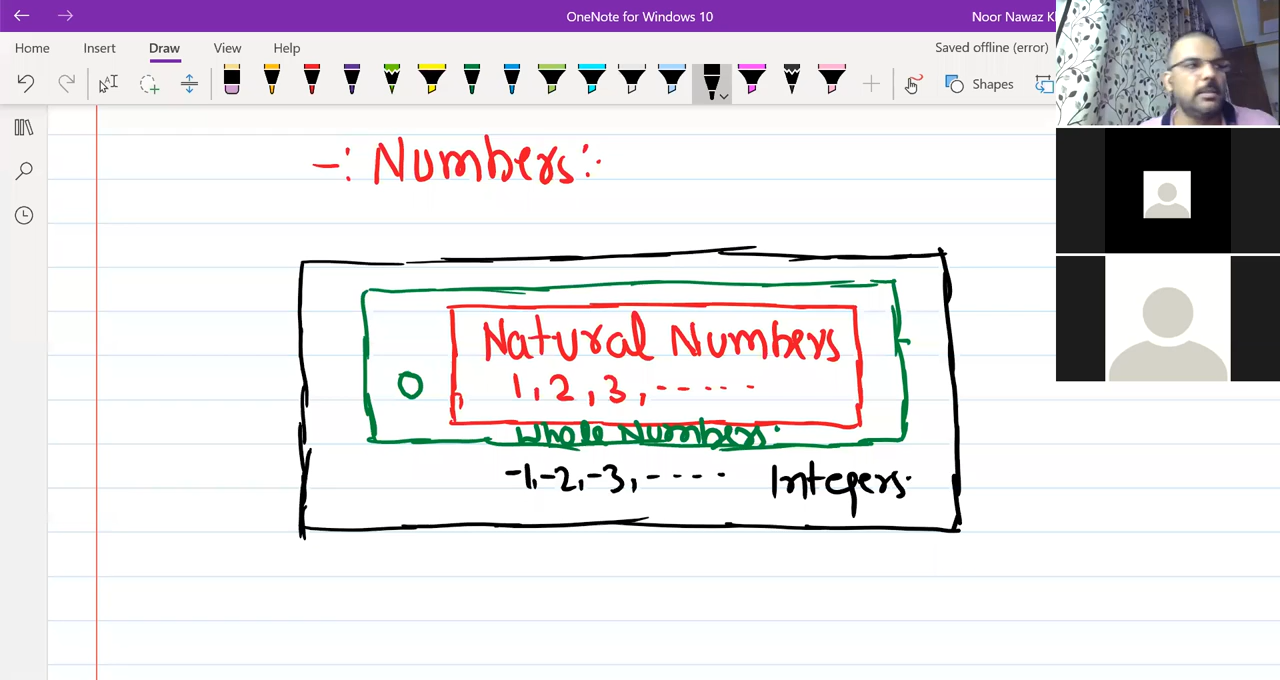 OneNote for Windows 10
Noor Nawaz K
Home Insert Draw View Help
Saved offline (error)
Shapes
-: Numbers :-
Natural Numbers
0 1, 2, 3, -----
Whole Numbers.
-1, -2, -3, ----- Integers.